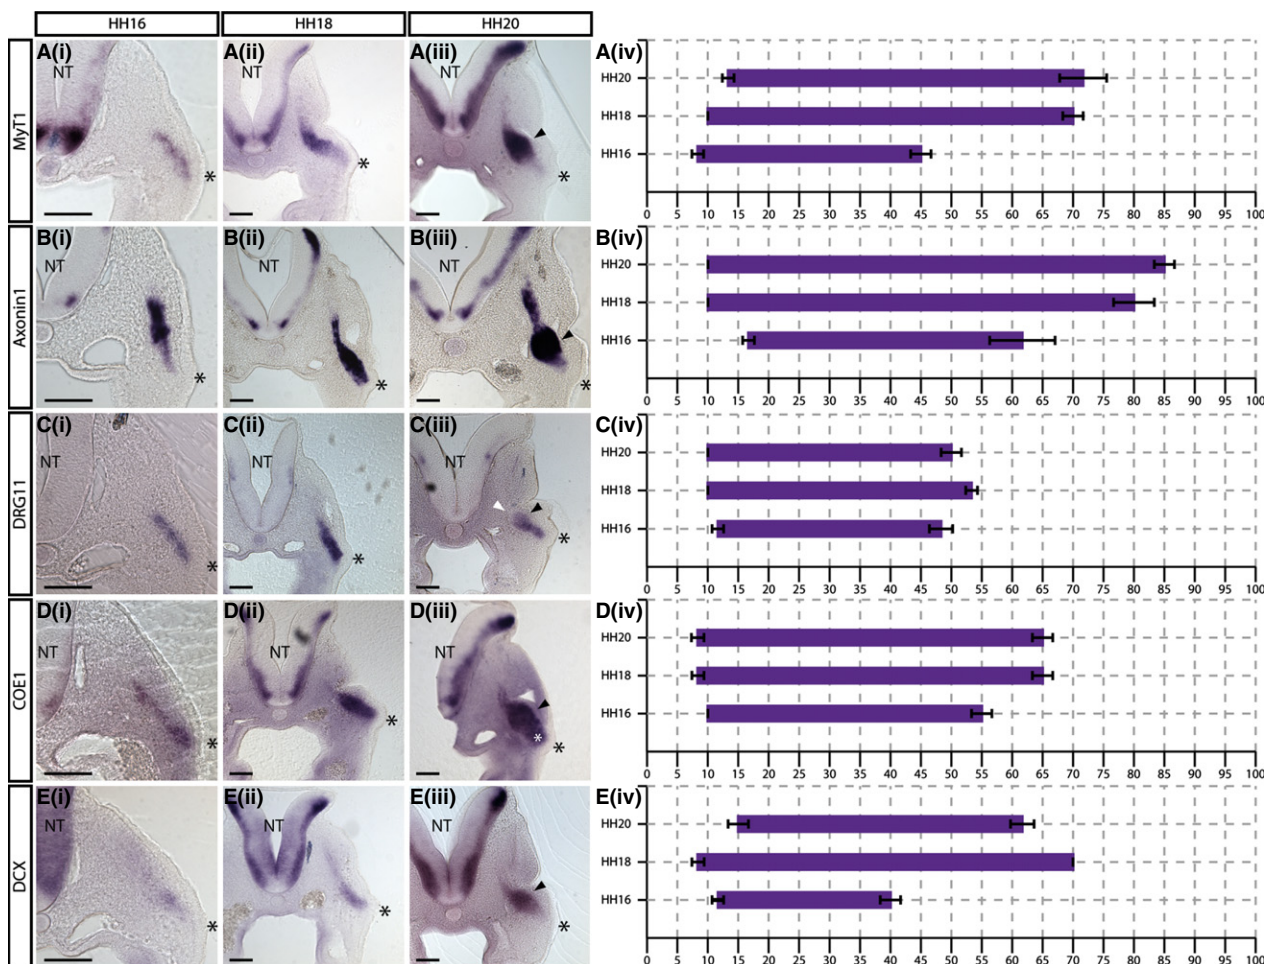 HH16 HH18 HH20
MyT1
A(i) A(ii) A(iii) A(iv)
NT NT NT
* * *
HH20
HH18
HH16
0 5 10 15 20 25 30 35 40 45 50 55 60 65 70 75 80 85 90 95 100
Axonin1
B(i) B(ii) B(iii) B(iv)
NT NT NT
* * *
HH20
HH18
HH16
0 5 10 15 20 25 30 35 40 45 50 55 60 65 70 75 80 85 90 95 100
DRG11
C(i) C(ii) C(iii) C(iv)
NT NT NT
* * *
HH20
HH18
HH16
0 5 10 15 20 25 30 35 40 45 50 55 60 65 70 75 80 85 90 95 100
COE1
D(i) D(ii) D(iii) D(iv)
NT NT NT
* * * *
HH20
HH18
HH16
0 5 10 15 20 25 30 35 40 45 50 55 60 65 70 75 80 85 90 95 100
DCX
E(i) E(ii) E(iii) E(iv)
NT NT NT
* * *
HH20
HH18
HH16
0 5 10 15 20 25 30 35 40 45 50 55 60 65 70 75 80 85 90 95 100